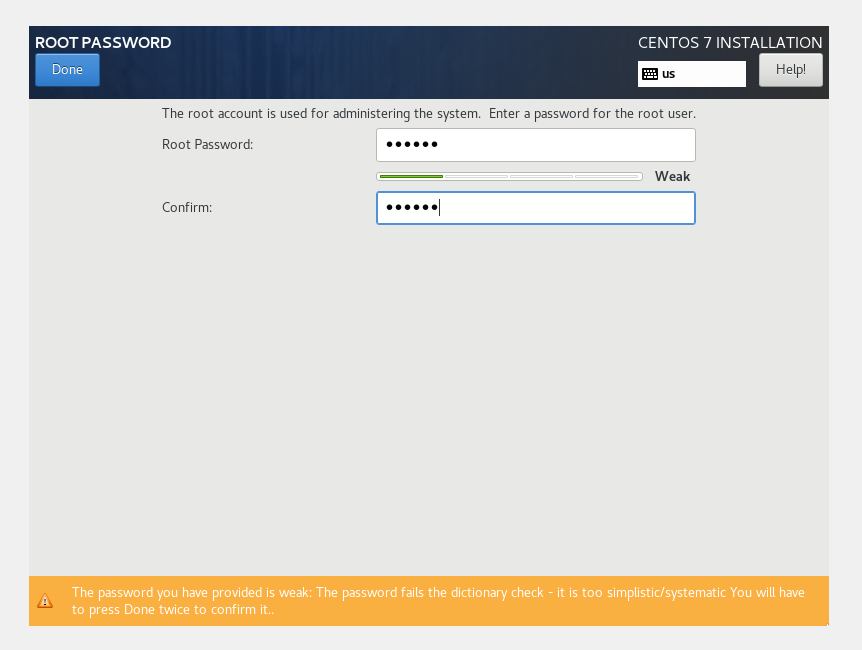 ROOT PASSWORD
CENTOS 7 INSTALLATION
Done
us
Help!
The root account is used for administering the system.  Enter a password for the root user.
Root Password:
••••••
Weak
Confirm:
••••••
The password you have provided is weak: The password fails the dictionary check - it is too simplistic/systematic You will have
to press Done twice to confirm it..